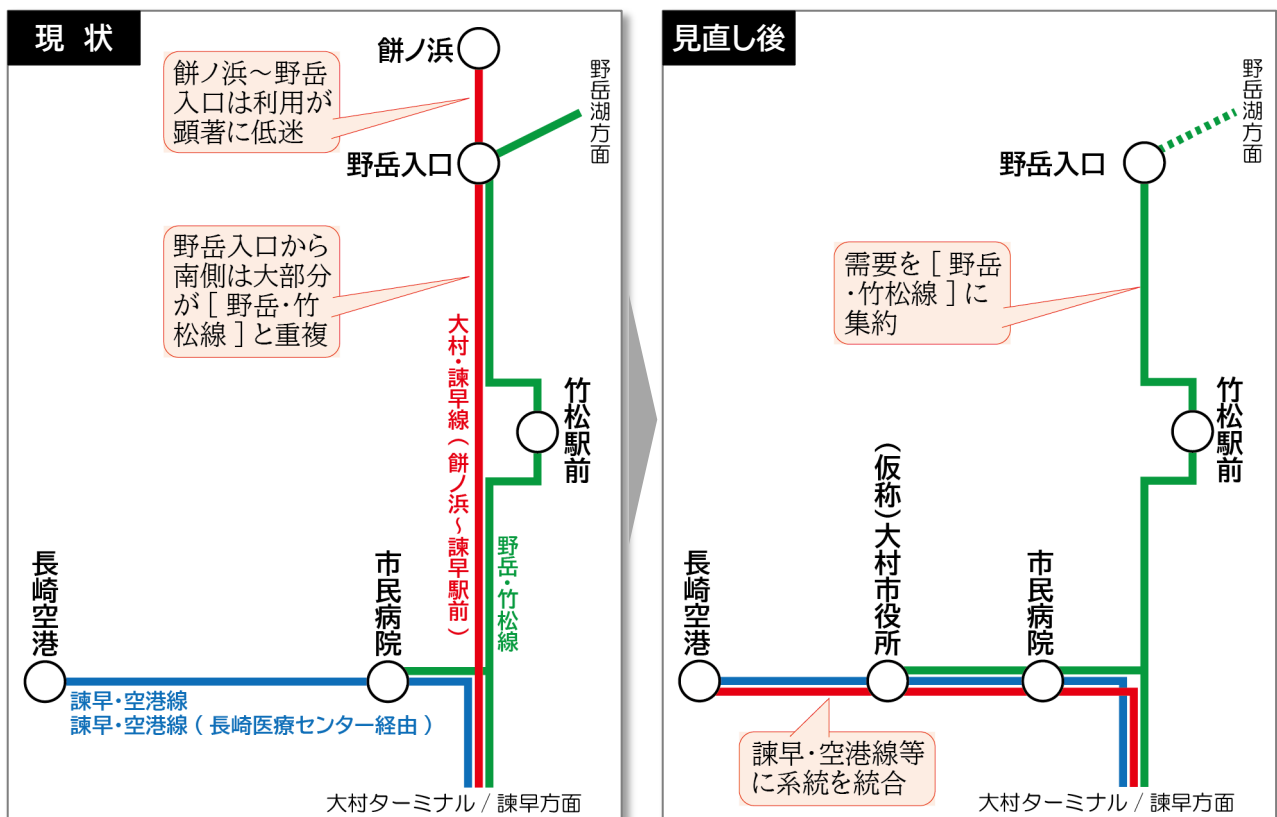 現 状
餅ノ浜
野岳湖方面
餅ノ浜～野岳
入口は利用が
顕著に低迷
野岳入口
野岳入口から
南側は大部分
が［野岳・竹
松線］と重複
大村・諫早線（餅ノ浜～諫早駅前）
竹松駅前
野岳・竹松線
長崎空港
市民病院
諫早・空港線
諫早・空港線（長崎医療センター経由）
大村ターミナル / 諫早方面
見直し後
野岳湖方面
野岳入口
需要を［野岳
・竹松線］に
集約
竹松駅前
長崎空港
（仮称）大村市役所
市民病院
諫早・空港線等
に系統を統合
大村ターミナル / 諫早方面